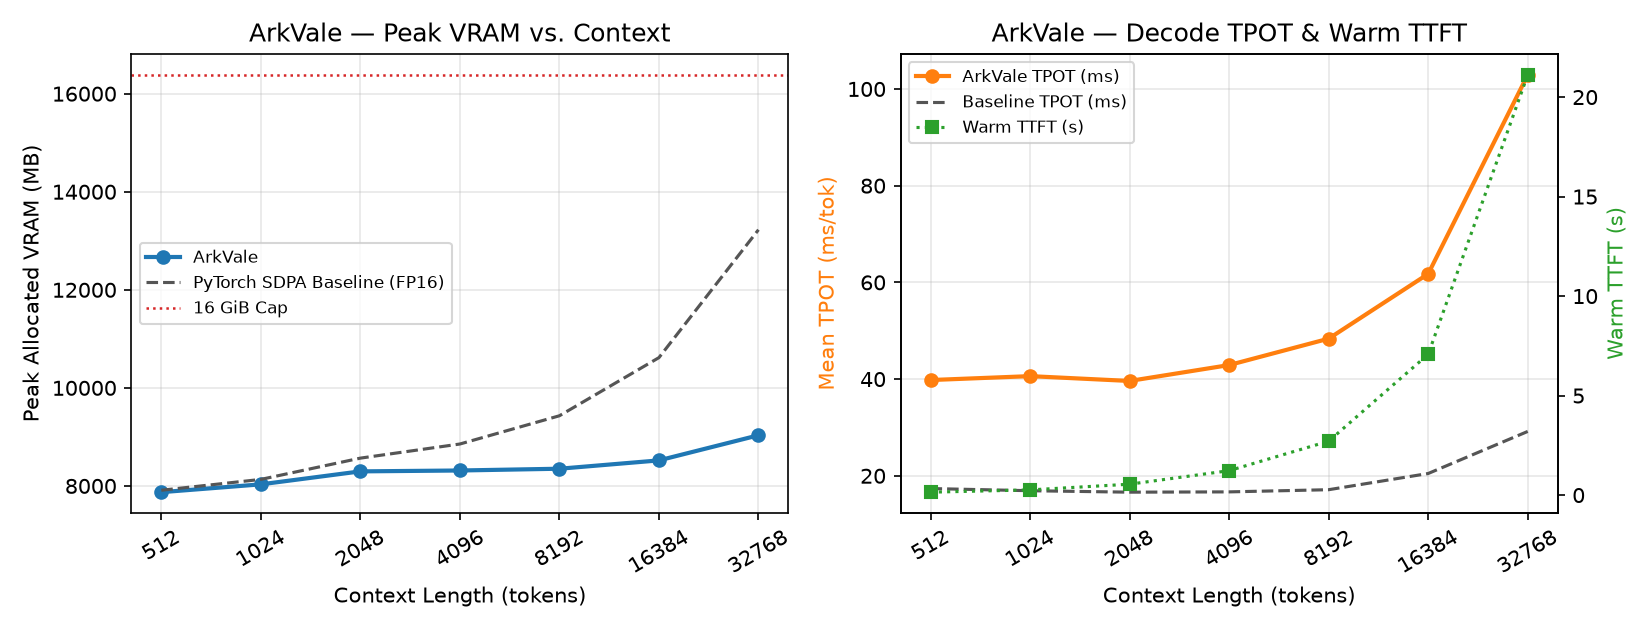 ArkVale — Peak VRAM vs. Context
Peak Allocated VRAM (MB)
16000
14000
12000
10000
8000
ArkVale
PyTorch SDPA Baseline (FP16)
16 GiB Cap
512
1024
2048
4096
8192
16384
32768
Context Length (tokens)
ArkVale — Decode TPOT & Warm TTFT
Mean TPOT (ms/tok)
100
80
60
40
20
ArkVale TPOT (ms)
Baseline TPOT (ms)
Warm TTFT (s)
20
15
10
5
0
Warm TTFT (s)
512
1024
2048
4096
8192
16384
32768
Context Length (tokens)